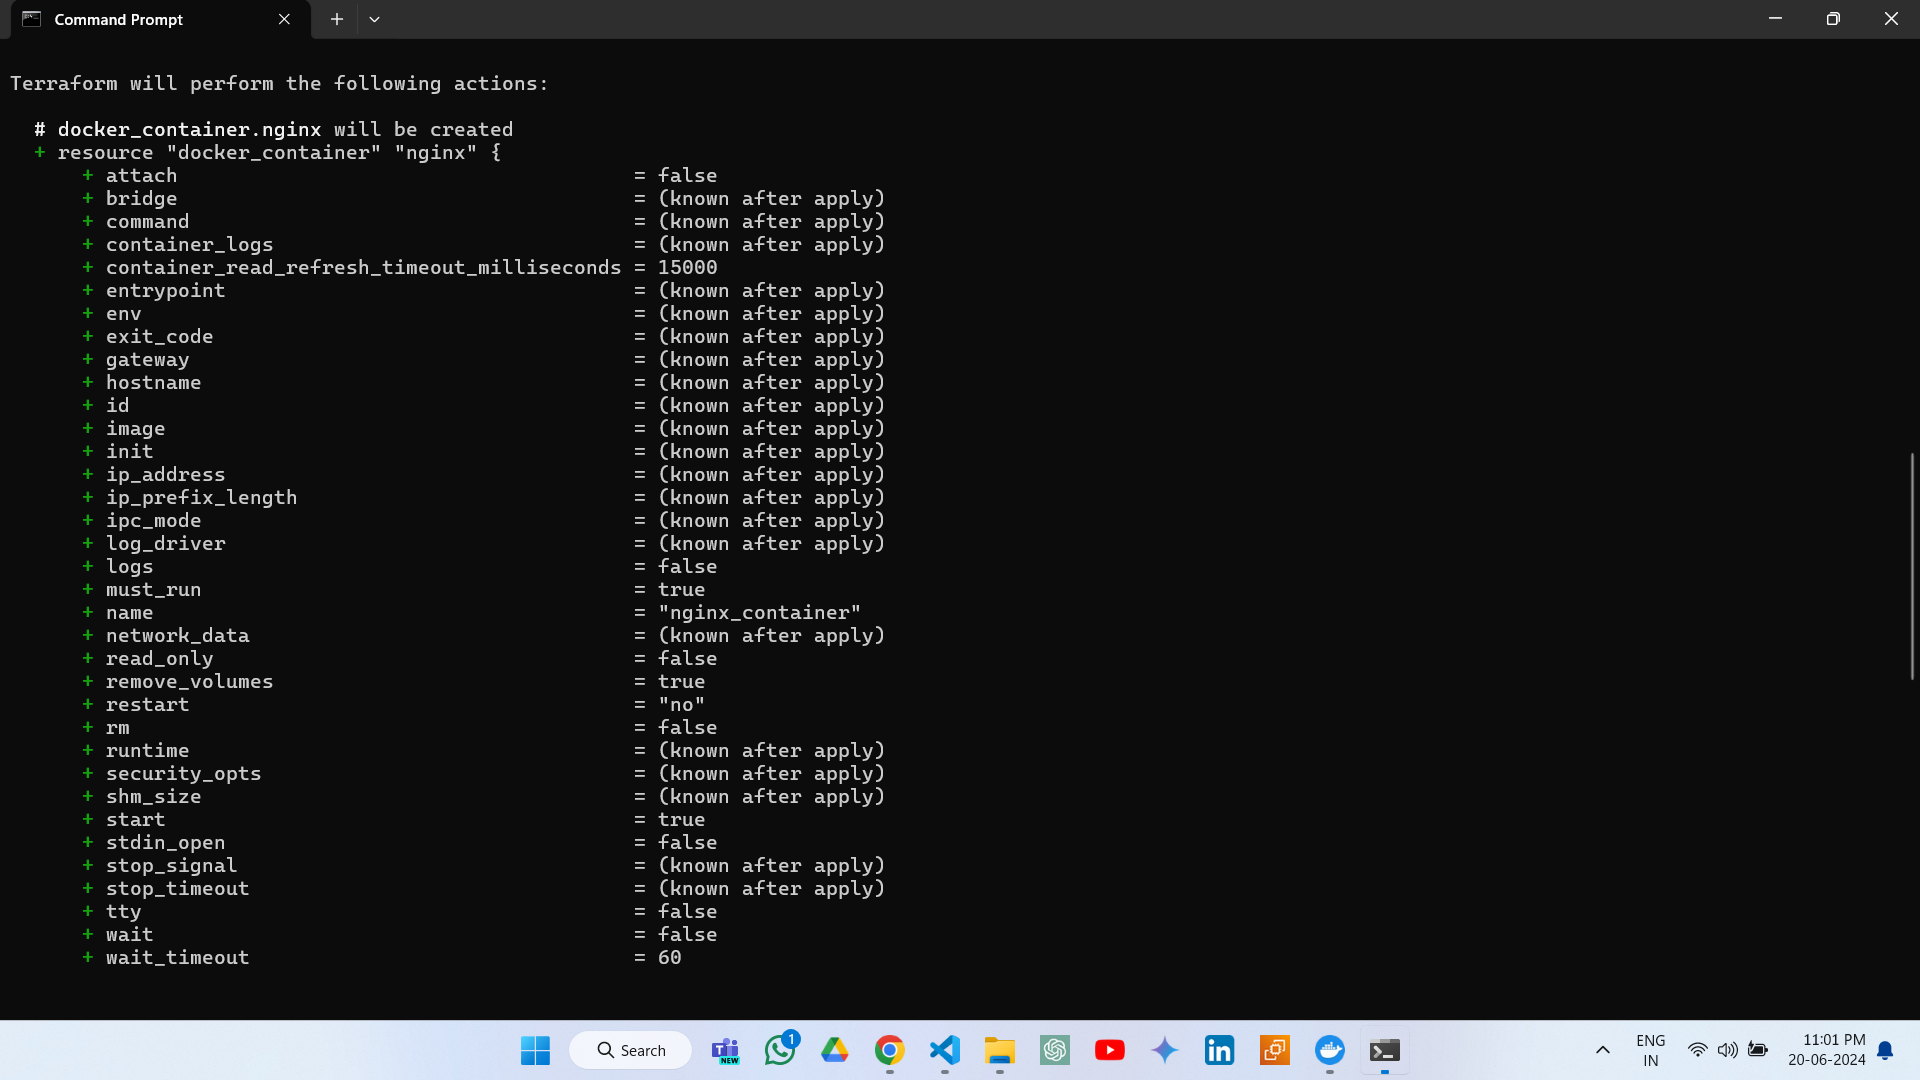 Command Prompt
Terraform will perform the following actions:
# docker_container.nginx will be created
+ resource "docker_container" "nginx" {
+ attach = false
+ bridge = (known after apply)
+ command = (known after apply)
+ container_logs = (known after apply)
+ container_read_refresh_timeout_milliseconds = 15000
+ entrypoint = (known after apply)
+ env = (known after apply)
+ exit_code = (known after apply)
+ gateway = (known after apply)
+ hostname = (known after apply)
+ id = (known after apply)
+ image = (known after apply)
+ init = (known after apply)
+ ip_address = (known after apply)
+ ip_prefix_length = (known after apply)
+ ipc_mode = (known after apply)
+ log_driver = (known after apply)
+ logs = false
+ must_run = true
+ name = "nginx_container"
+ network_data = (known after apply)
+ read_only = false
+ remove_volumes = true
+ restart = "no"
+ rm = false
+ runtime = (known after apply)
+ security_opts = (known after apply)
+ shm_size = (known after apply)
+ start = true
+ stdin_open = false
+ stop_signal = (known after apply)
+ stop_timeout = (known after apply)
+ tty = false
+ wait = false
+ wait_timeout = 60
Search
NEW
1
ENG
IN
11:01 PM
20-06-2024